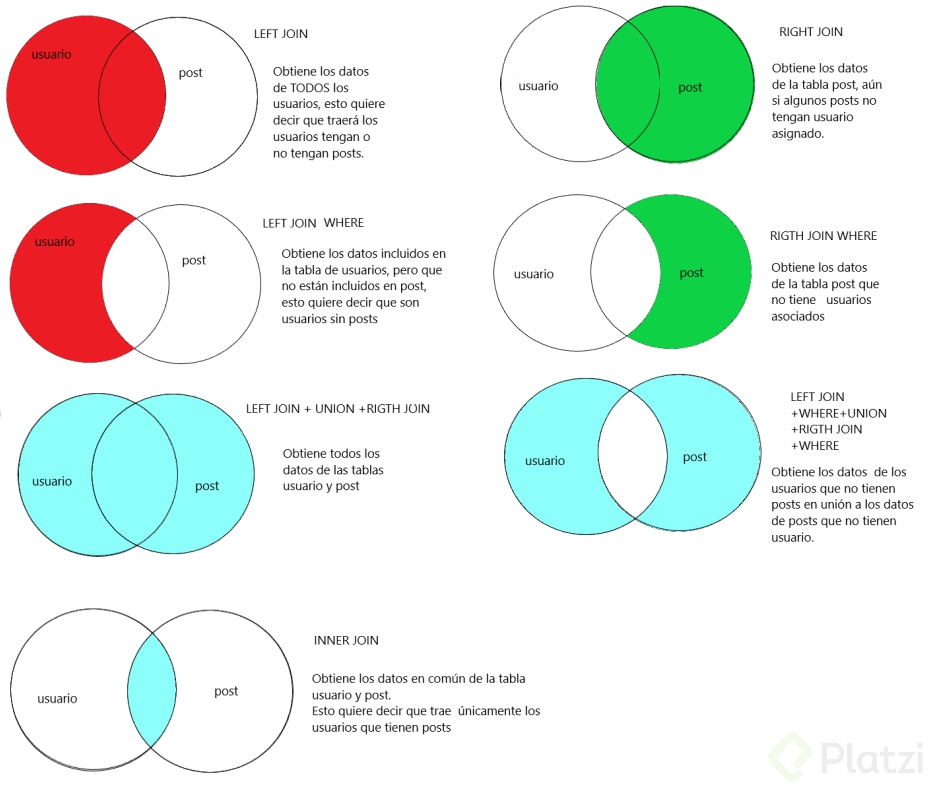 usuario
post
LEFT JOIN
Obtiene los datos
de TODOS los
usuarios, esto quiere
decir que traerá los
usuarios tengan o
no tengan posts.
usuario
post
RIGHT JOIN
Obtiene los datos
de la tabla post, aún
si algunos posts no
tengan usuario
asignado.
usuario
post
LEFT JOIN WHERE
Obtiene los datos incluidos en
la tabla de usuarios, pero que
no están incluidos en post,
esto quiere decir que son
usuarios sin posts
usuario
post
RIGTH JOIN WHERE
Obtiene los datos
de la tabla post que
no tiene usuarios
asociados
usuario
post
LEFT JOIN + UNION +RIGTH JOIN
Obtiene todos los
datos de las tablas
usuario y post
usuario
post
LEFT JOIN
+WHERE+UNION
+RIGTH JOIN
+WHERE
Obtiene los datos de los
usuarios que no tienen
posts en unión a los datos
de posts que no tienen
usuario.
usuario
post
INNER JOIN
Obtiene los datos en común de la tabla
usuario y post.
Esto quiere decir que trae únicamente los
usuarios que tienen posts
Platzi